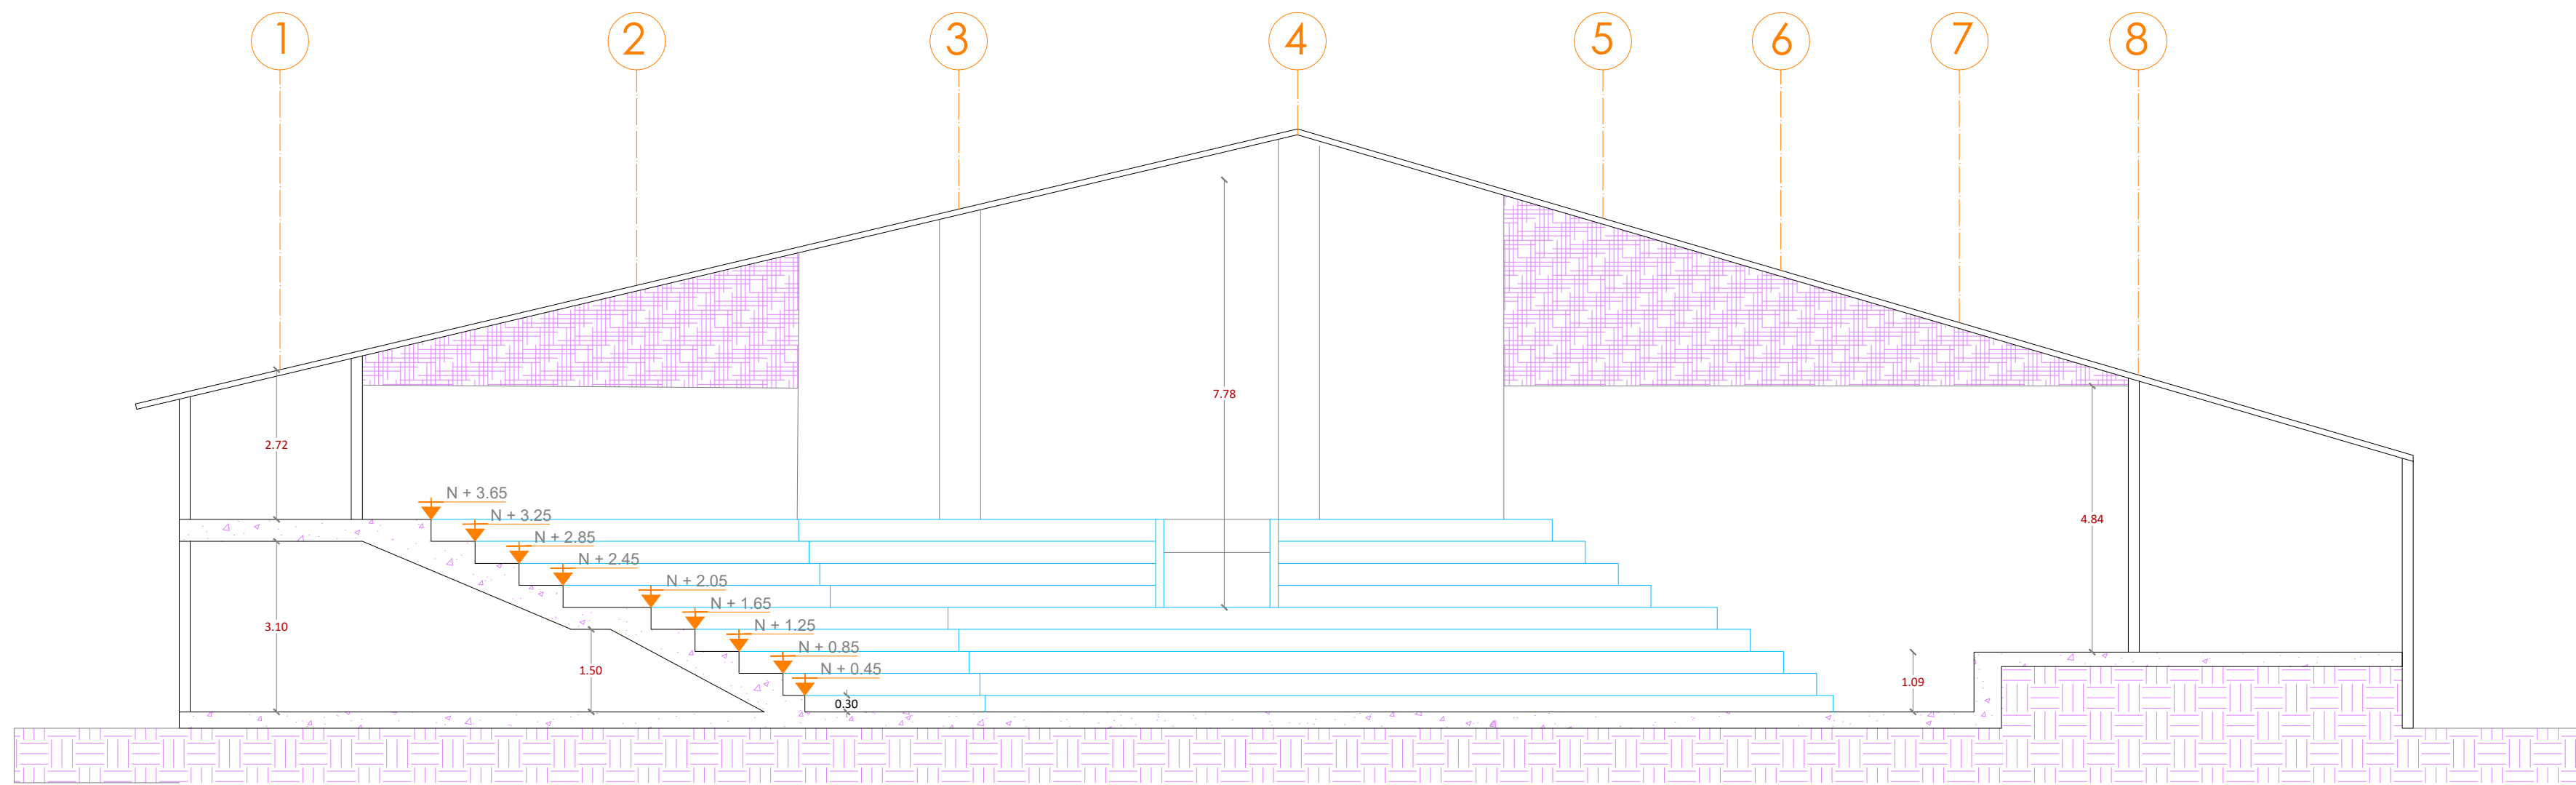 1 2 3 4 5 6 7 8
7.78
2.72
N + 3.65
N + 3.25
4.84
N + 2.85
N + 2.45
N + 2.05
N + 1.65
3.10
N + 1.25
N + 0.85
1.50
N + 0.45
1.09
0.30